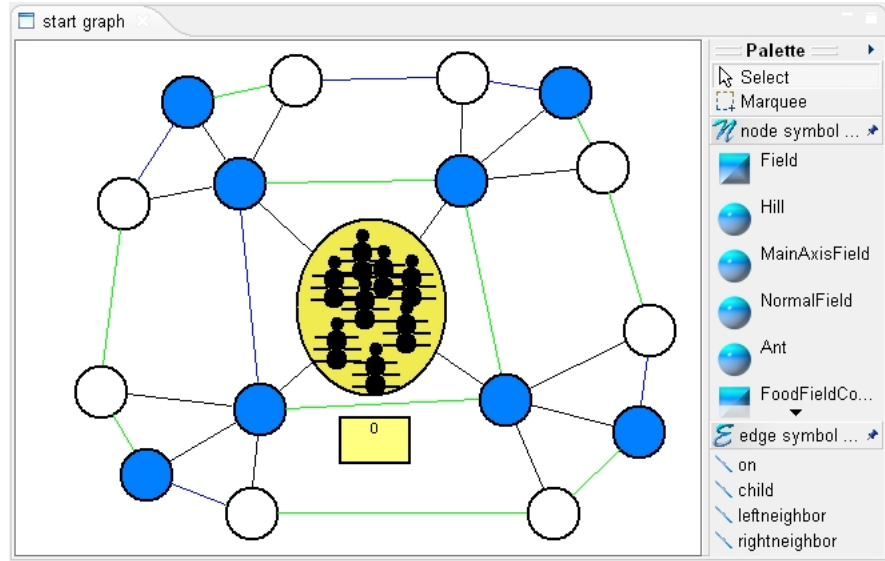 start graph
Palette
Select
Marquee
node symbol ...
Field
Hill
MainAxisField
NormalField
Ant
FoodFieldCo...
edge symbol ...
on
child
leftneighbor
rightneighbor
0